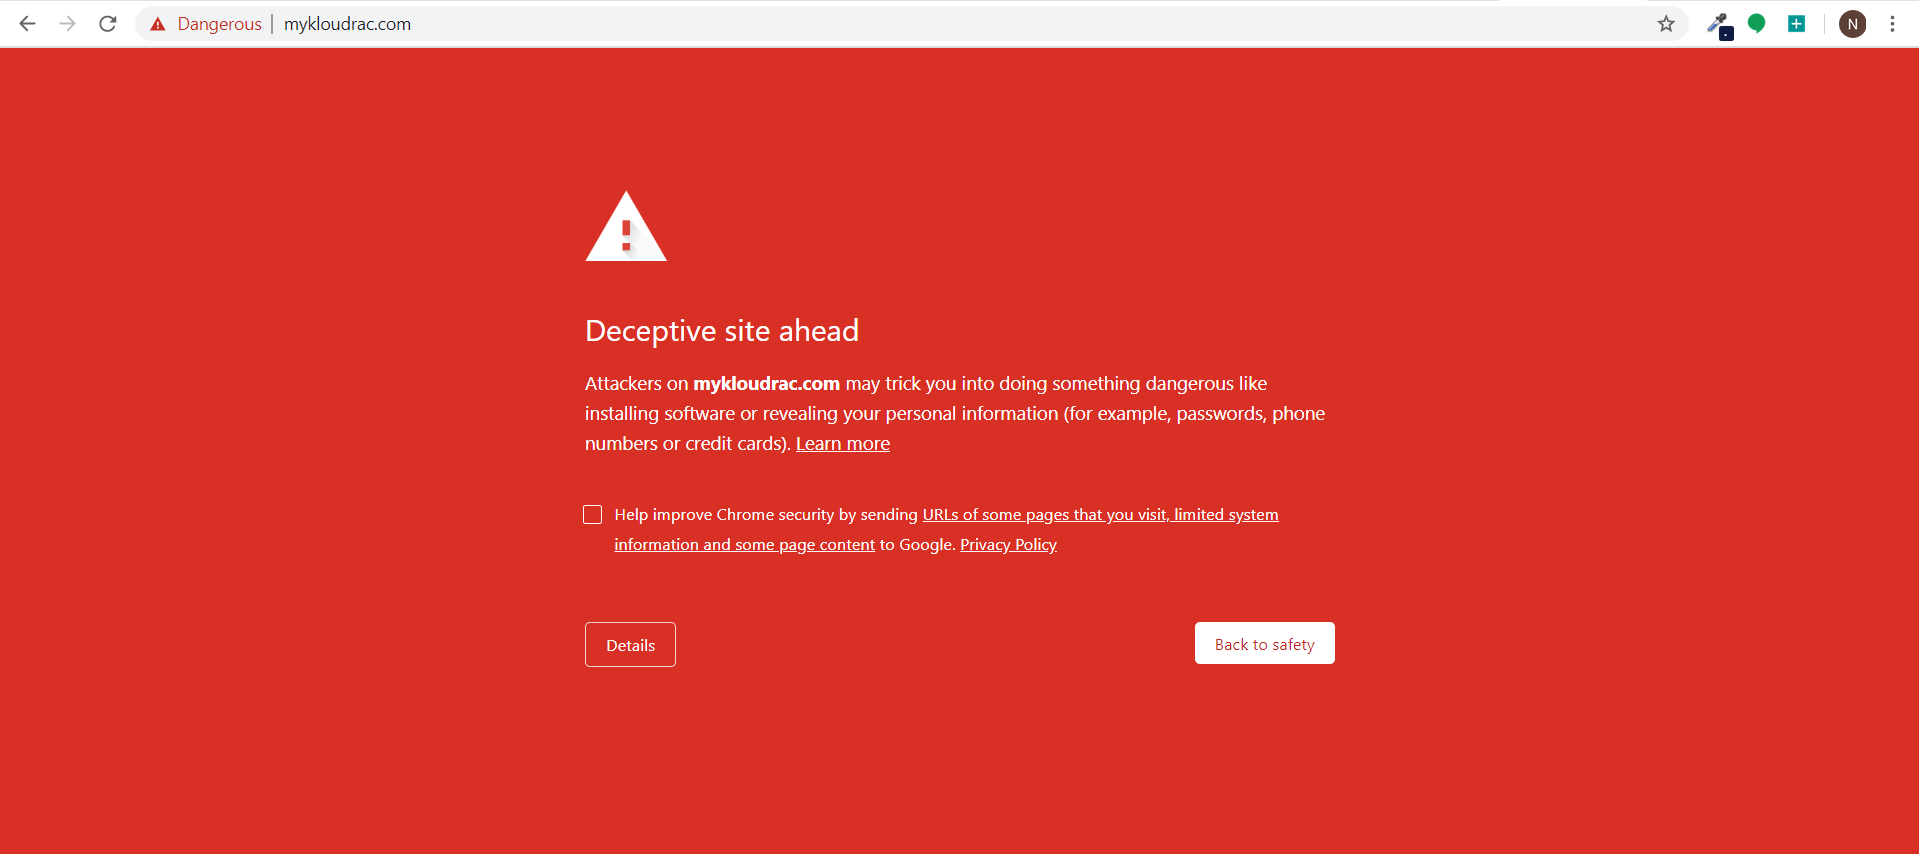 Dangerous | mykloudrac.com
N
Deceptive site ahead
Attackers on mykloudrac.com may trick you into doing something dangerous like
installing software or revealing your personal information (for example, passwords, phone
numbers or credit cards). Learn more
Help improve Chrome security by sending URLs of some pages that you visit, limited system
information and some page content to Google. Privacy Policy
Details
Back to safety